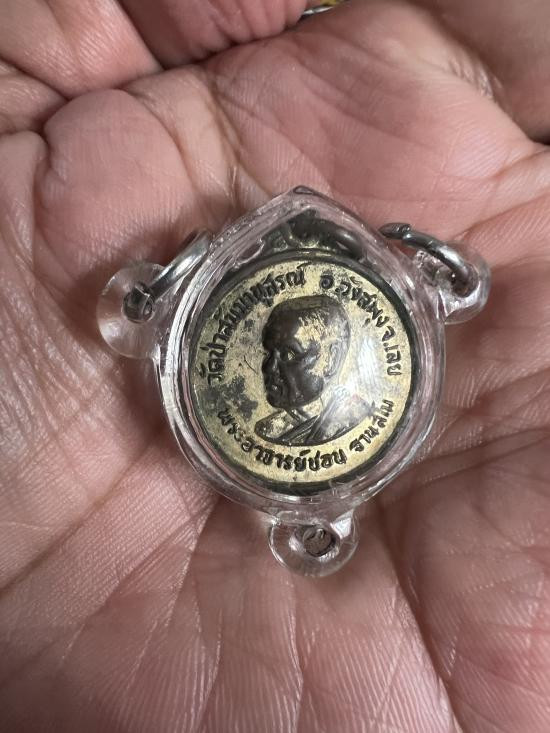 วัดป่าสัมมานุสรณ์ อ.วังสะพุง จ.เลย
พระอาจารย์ชอบ ฐานสโม